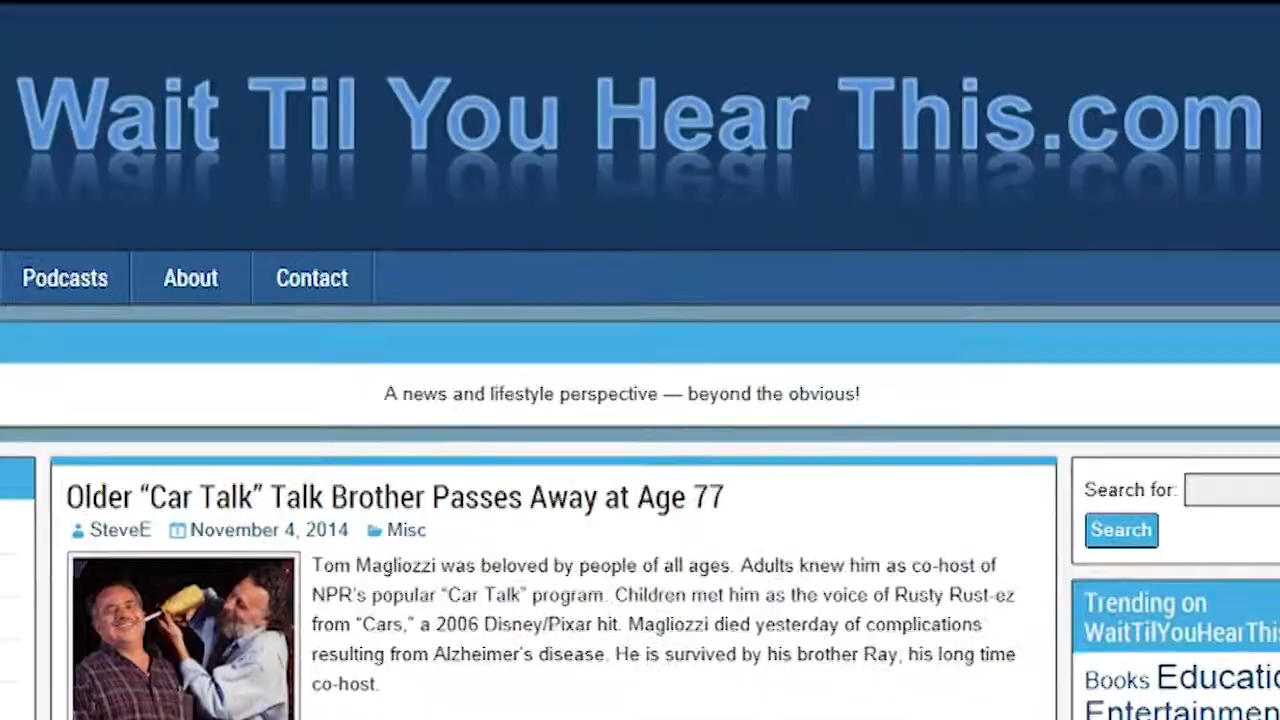 Wait Til You Hear This.com
Podcasts About Contact
A news and lifestyle perspective — beyond the obvious!
Older “Car Talk” Talk Brother Passes Away at Age 77
SteveE November 4, 2014 Misc
Tom Magliozzi was beloved by people of all ages. Adults knew him as co-host of
NPR’s popular “Car Talk” program. Children met him as the voice of Rusty Rust-ez
from “Cars,” a 2006 Disney/Pixar hit. Magliozzi died yesterday of complications
resulting from Alzheimer’s disease. He is survived by his brother Ray, his long time
co-host.
Search for:
Search
Trending on
WaitTilYouHearThi
Books Educatio
Entertainmen